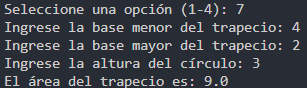 Seleccione una opción (1-4): 7
Ingrese la base menor del trapecio: 4
Ingrese la base mayor del trapecio: 2
Ingrese la altura del círculo: 3
El área del trapecio es: 9.0